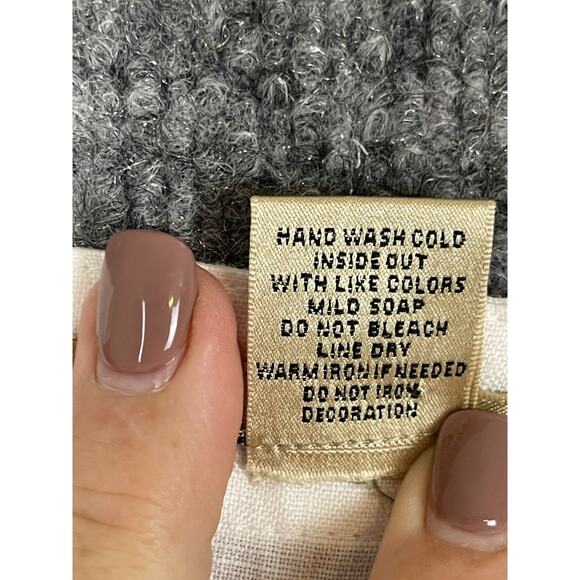 HAND WASH COLD
INSIDE OUT
WITH LIKE COLORS
MILD SOAP
DO NOT BLEACH
LINE DRY
WARM IRON IF NEEDED
DO NOT IRON
DECORATION